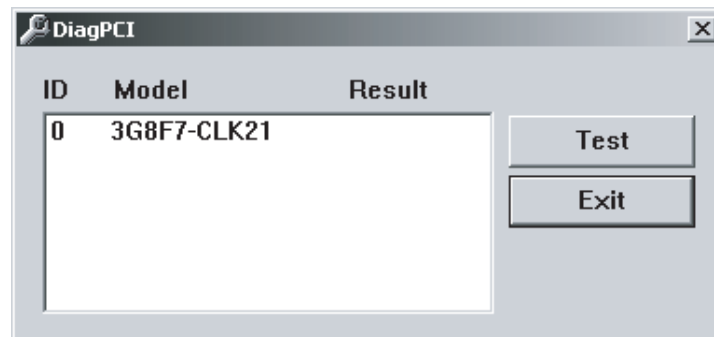 DiagPCI
ID Model Result
0 3G8F7-CLK21
Test
Exit